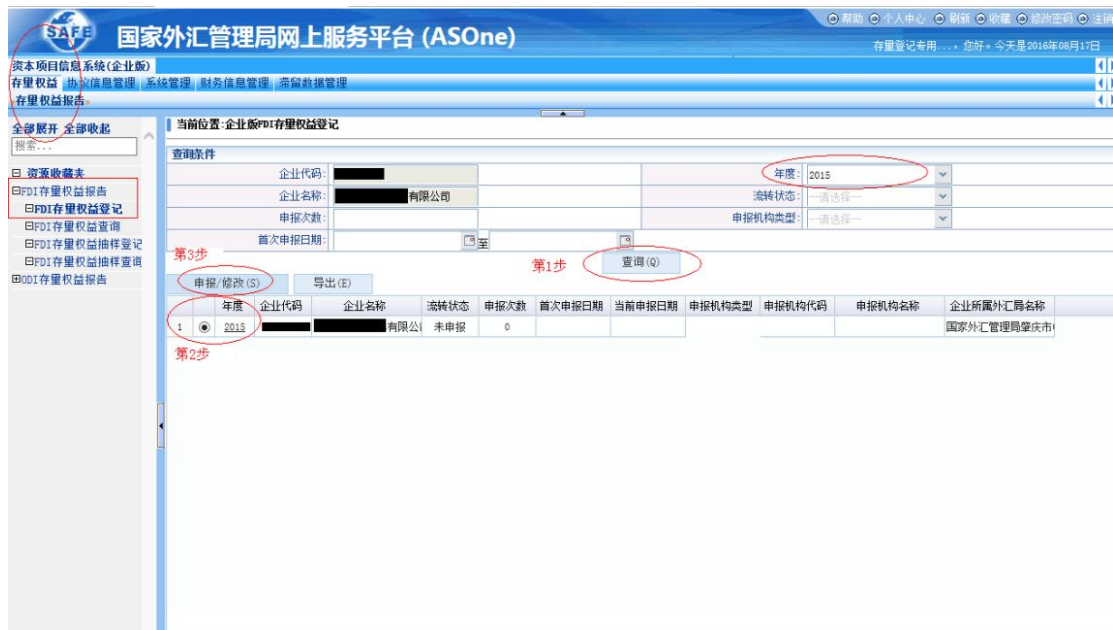 帮助 个人中心 刷新 收藏 修改密码 注销
SAFE 国家外汇管理局网上服务平台 (ASOne)
存量登记专用...,您好。今天是2016年08月17日
资本项目信息系统(企业版)
存量权益 协议信息管理 系统管理 财务信息管理 滞留数据管理
存量权益报告
全部展开 全部收起
搜索...
资源收藏夹
FDI存量权益报告
FDI存量权益登记
FDI存量权益查询
FDI存量权益抽样登记
FDI存量权益抽样查询
ODI存量权益报告
当前位置:企业版FDI存量权益登记
查询条件
企业代码: 年度: 2015
企业名称: 有限公司 流转状态: —请选择—
申报次数: 申报机构类型: —请选择—
首次申报日期: 至
第3步 第1步 查询(Q)
申报/修改(S) 导出(E)
年度 企业代码 企业名称 流转状态 申报次数 首次申报日期 当前申报日期 申报机构类型 申报机构代码 申报机构名称 企业所属外汇局名称
1 2015 有限公 未申报 0 国家外汇管理局肇庆市
第2步